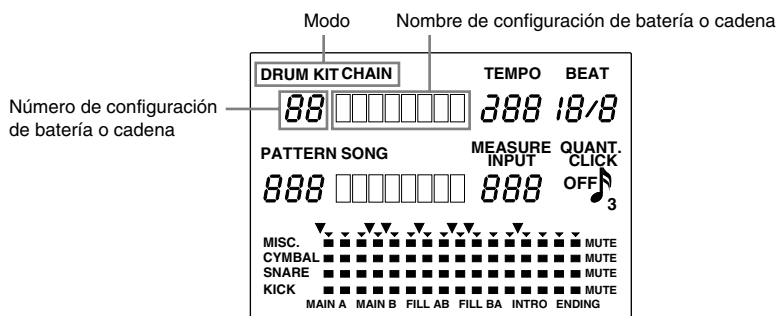 Modo
Nombre de configuración de batería o cadena
DRUM KIT CHAIN
TEMPO BEAT
Número de configuración
de batería o cadena
88
288 18/8
PATTERN SONG
MEASURE QUANT.
INPUT CLICK
888
888
OFF
3
MISC. MUTE
CYMBAL MUTE
SNARE MUTE
KICK MUTE
MAIN A MAIN B FILL AB FILL BA INTRO ENDING